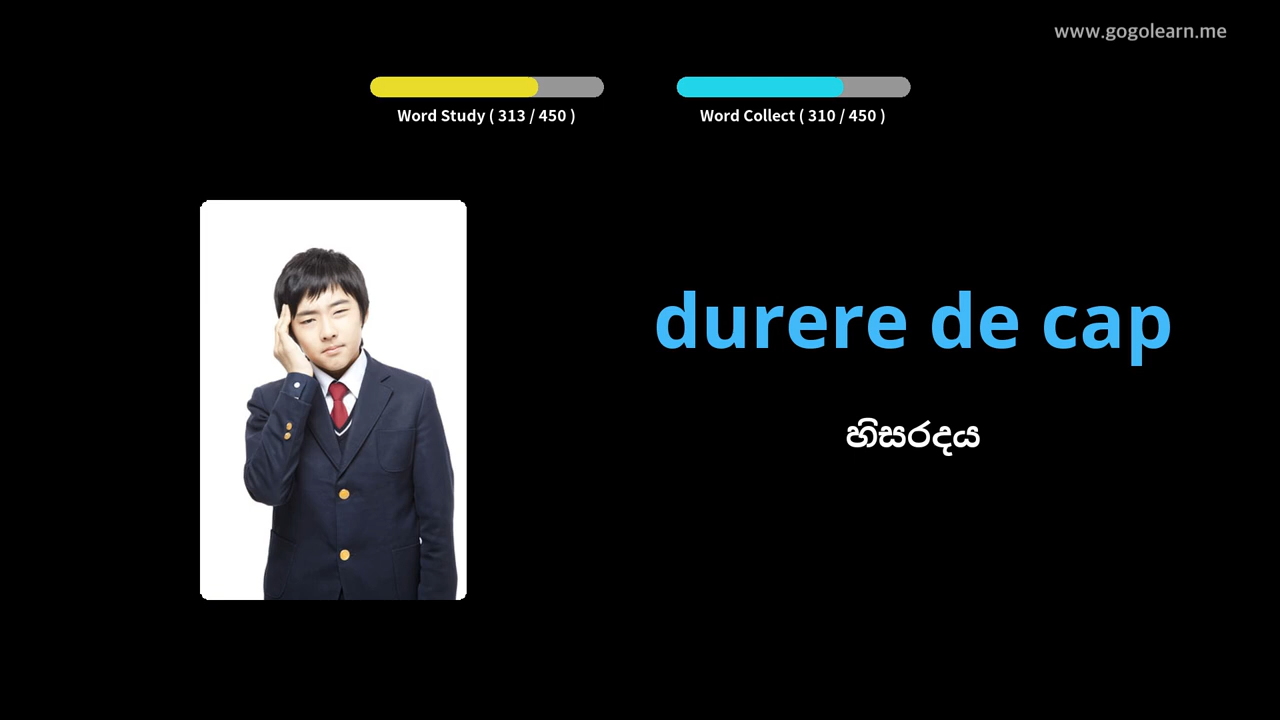 www.gogolearn.me
Word Study ( 313 / 450 )
Word Collect ( 310 / 450 )
durere de cap
හිසරදය